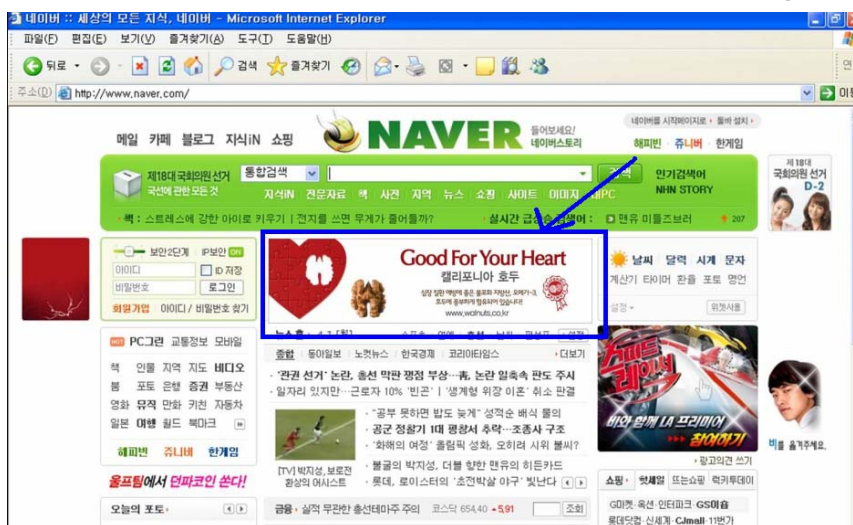 네이버 :: 세상의 모든 지식, 네이버 - Microsoft Internet Explorer
파일(F) 편집(E) 보기(V) 즐겨찾기(A) 도구(T) 도움말(H)
뒤로 검색 즐겨찾기
주소(D) http://www.naver.com/ 이동
네이버를 시작페이지로 툴바 설치
메일 카페 블로그 지식iN 쇼핑 NAVER 들어보세요! 네이버스토리 해피빈 쥬니버 한게임
제18대 국회의원 선거 통합검색 인기검색어
국선에 관한 모든 것 지식iN 전문자료 책 사전 지역 뉴스 쇼핑 사이트 이미지 NHN STORY
책 : 스트레스에 강한 아이로 키우기 | 전지를 쓰면 무게가 줄어들까? 맨유 미들즈브러 207
제18대
국회의원 선거
D-2
보안2단계 IP보안 ON
아이디 ID 저장
비밀번호 로그인
회원가입 아이디 / 비밀번호 찾기
Good For Your Heart
캘리포니아 호두
www.walnuts.co.kr
날씨 달력 시계 문자
계산기 타이머 환율 포토 명언
설정 위젯사용
HOT PC그린 교통정보 모바일
책 인물 지역 지도 비디오
붐 포토 은행 증권 부동산
영화 뮤직 만화 키친 자동차
일본 여행 월드 북마크
해피빈 쥬니버 한게임
울프팀에서 던파코인 쏜다!
오늘의 포토
종합 동아일보 노컷뉴스 한국경제 코리아타임스 더보기
'관권 선거' 논란, 총선 막판 쟁점 부상…靑, 논란 일축속 판도 주시
일자리 있지만…근로자 10% '빈곤' | '생계형 위장 이혼' 취소 판결
"공부 못하면 밥도 늦게" 성적순 배식 물의
공군 정찰기 1대 평창서 추락…조종사 구조
'화해의 여정' 올림픽 성화, 오히려 시위 불씨?
[TV] 박지성, 보로전
환상의 어시스트
불굴의 박지성, 더블 향한 맨유의 히든카드
롯데, 로이스터의 '초전박살 야구' 빛난다
금융 실적 무관한 총선테마주 주의 코스닥 654.40 5.91 조회
스피드
레이서
비와 함께 LA 프리미어
참여하기
비를 옮겨주세요.
광고의견 쓰기
쇼핑 핫세일 뜨는쇼핑 럭키투데이
G마켓 옥션 인터파크 GS이숍
롯데닷컴 신세계 CJmall 11번가